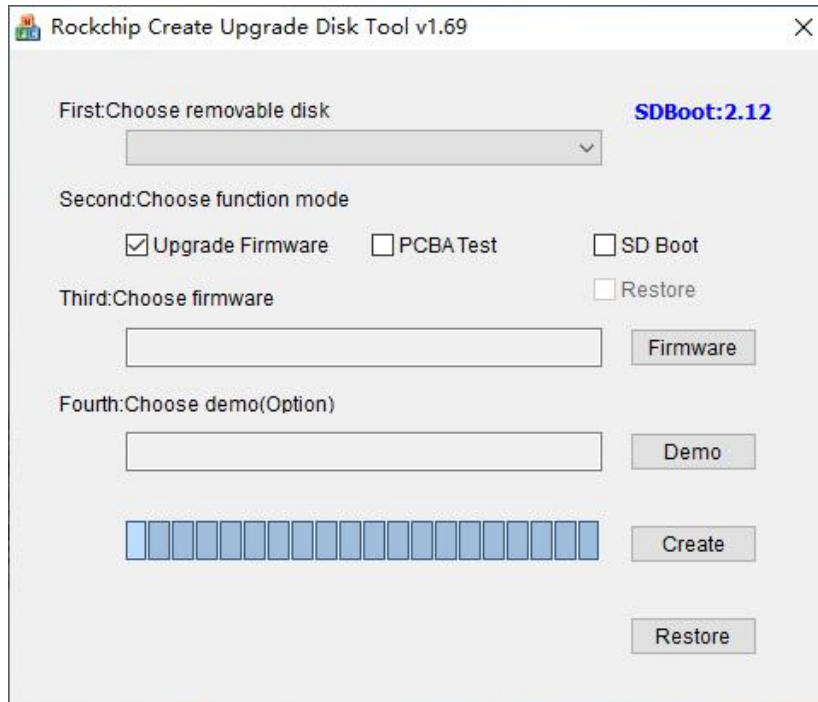 Rockchip Create Upgrade Disk Tool v1.69
First:Choose removable disk
SDBoot:2.12
Second:Choose function mode
Upgrade Firmware PCBA Test SD Boot
Restore
Third:Choose firmware
Firmware
Fourth:Choose demo(Option)
Demo
Create
Restore